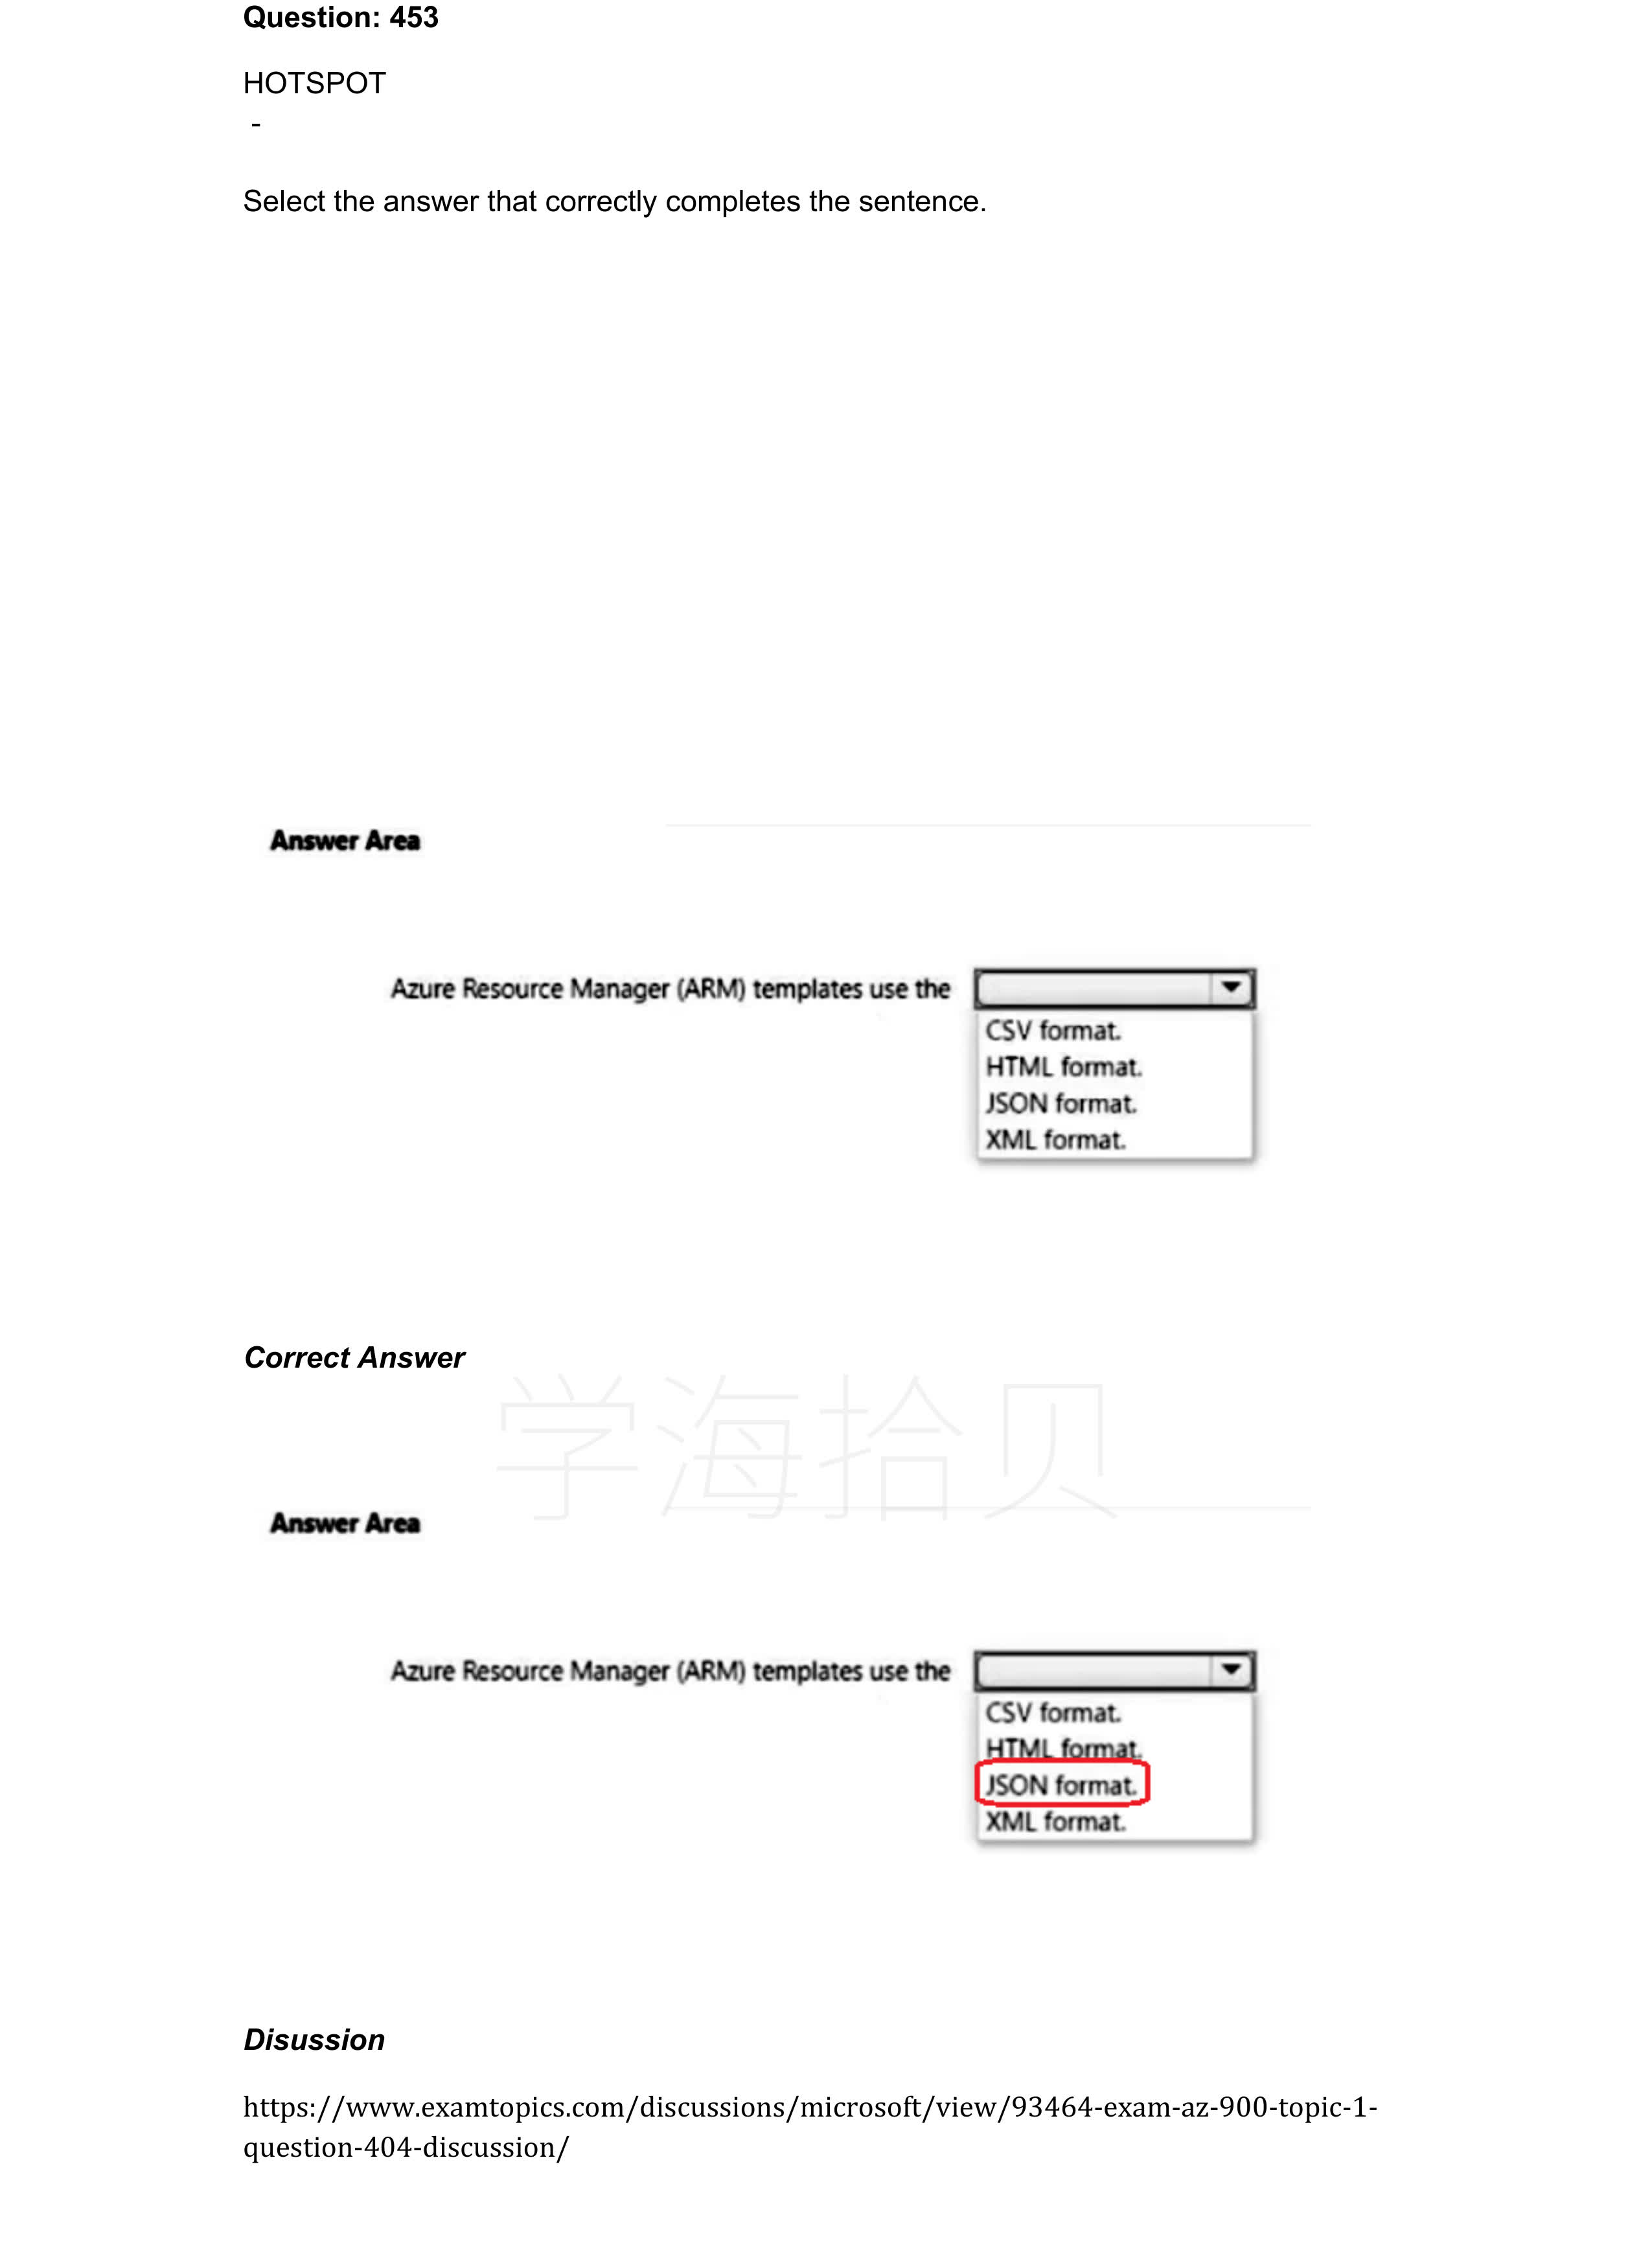 Question: 453
HOTSPOT
-
Select the answer that correctly completes the sentence.
Answer Area
Azure Resource Manager (ARM) templates use the
CSV format.
HTML format.
JSON format.
XML format.
Correct Answer
学海拾贝
Answer Area
Azure Resource Manager (ARM) templates use the
CSV format.
HTML format.
JSON format.
XML format.
Disussion
https://www.examtopics.com/discussions/microsoft/view/93464-exam-az-900-topic-1-
question-404-discussion/